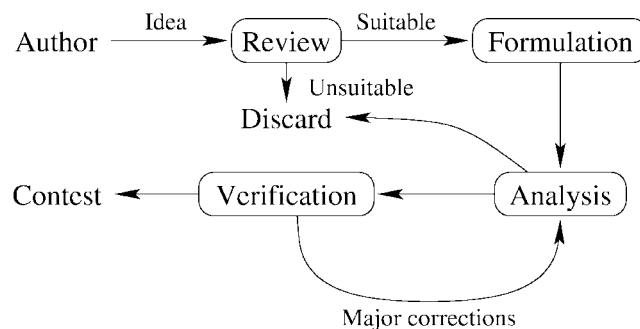 Idea
Suitable
Author
Review
Formulation
Unsuitable
Discard
Contest
Verification
Analysis
Major corrections